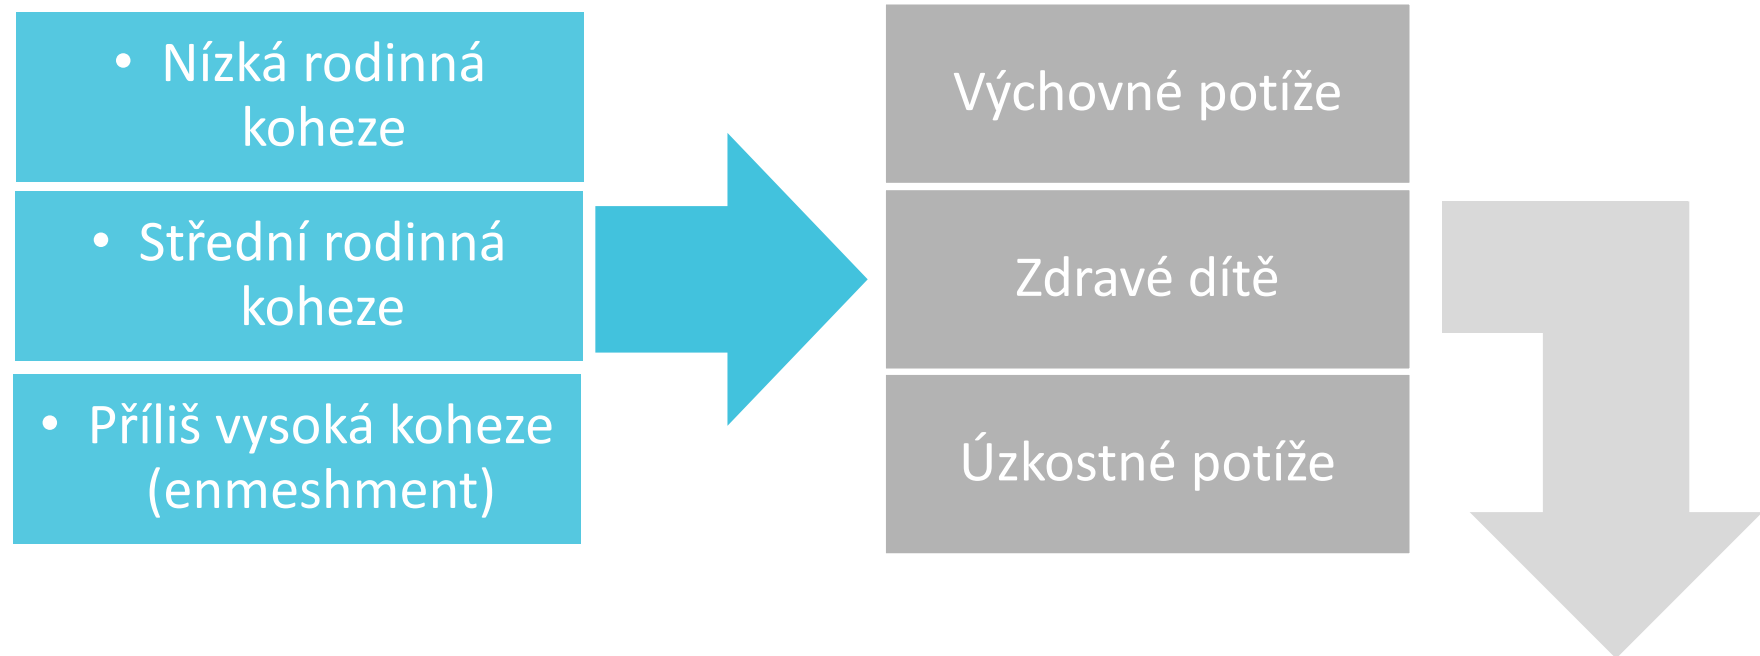 • Nízká rodinná
koheze
• Střední rodinná
koheze
• Příliš vysoká koheze
(enmeshment)
Výchovné potíže
Zdravé dítě
Úzkostné potíže